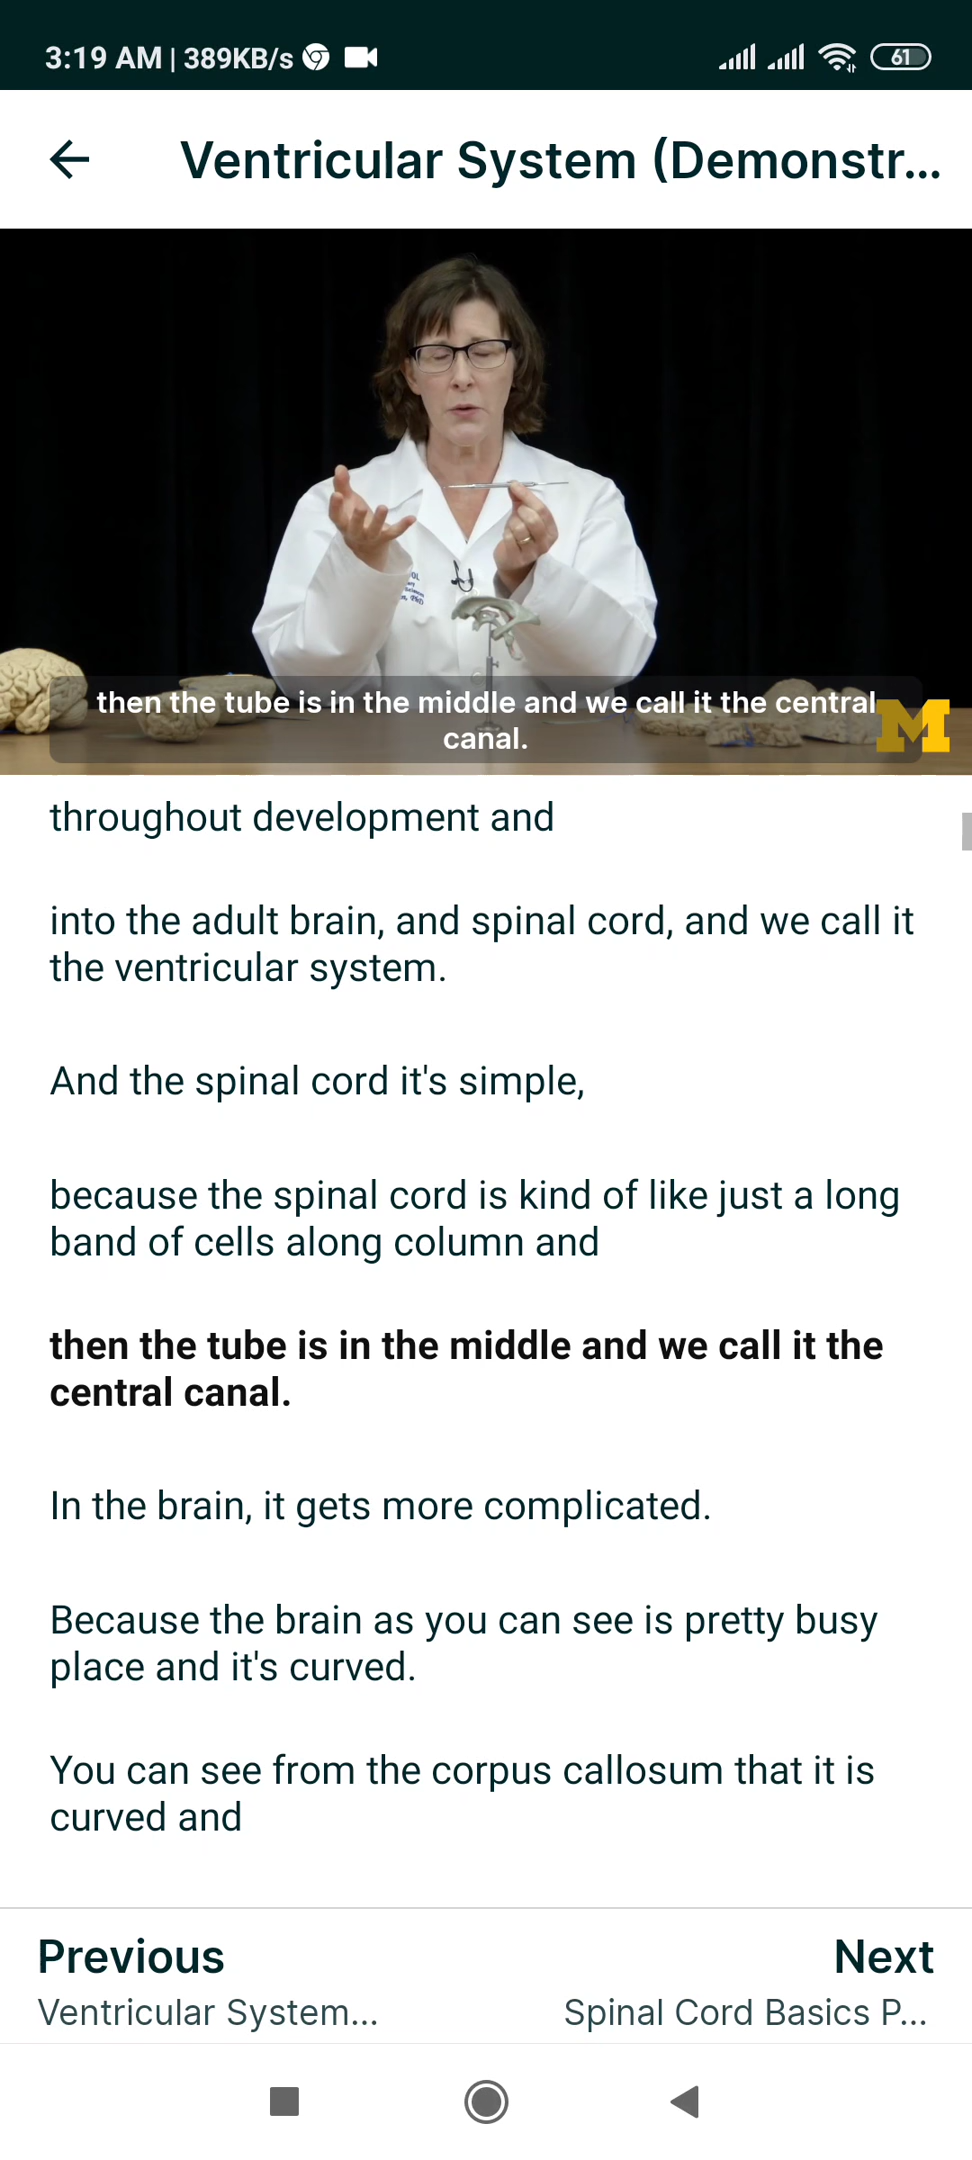 3:19 AM | 389KB/s
61
Ventricular System (Demonstr...
then the tube is in the middle and we call it the central
canal.
M
throughout development and
into the adult brain, and spinal cord, and we call it
the ventricular system.
And the spinal cord it's simple,
because the spinal cord is kind of like just a long
band of cells along column and
then the tube is in the middle and we call it the
central canal.
In the brain, it gets more complicated.
Because the brain as you can see is pretty busy
place and it's curved.
You can see from the corpus callosum that it is
curved and
Previous
Next
Ventricular System...
Spinal Cord Basics P...